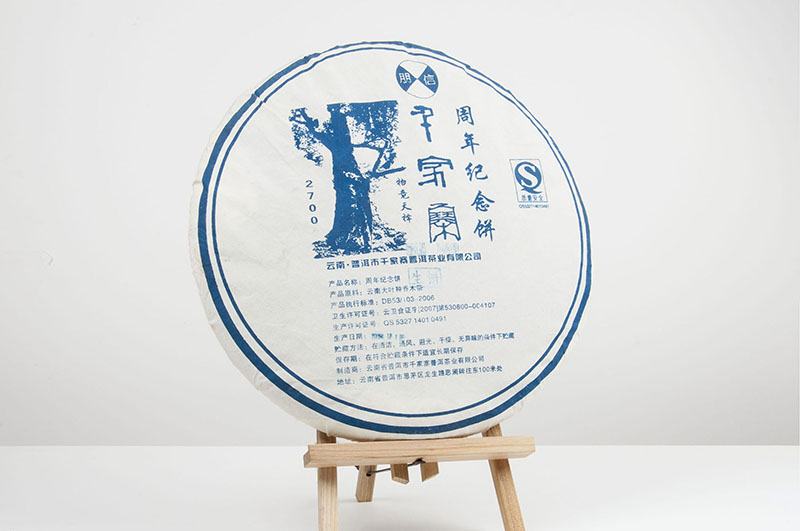 朋信
千家寨
周年纪念饼
2700
物竞天择
质量安全
QS5327 1401 0491
云南·普洱市千家寨普洱茶业有限公司
生饼
产品名称：周年纪念饼
产品原料：云南大叶种乔木茶
产品执行标准：DB53/103-2006
卫生许可证号：云卫食证字[2007]第530800-004107
生产许可证号：QS 5327 1401 0491
生产日期：
贮藏方法：在清洁、通风、避光、干燥、无异味的条件下贮藏
保存期：在符合贮藏条件下适宜长期保存
制造商：云南省普洱市千家寨普洱茶业有限公司
地址：云南省普洱市思茅区龙生路思澜砖往东100米处